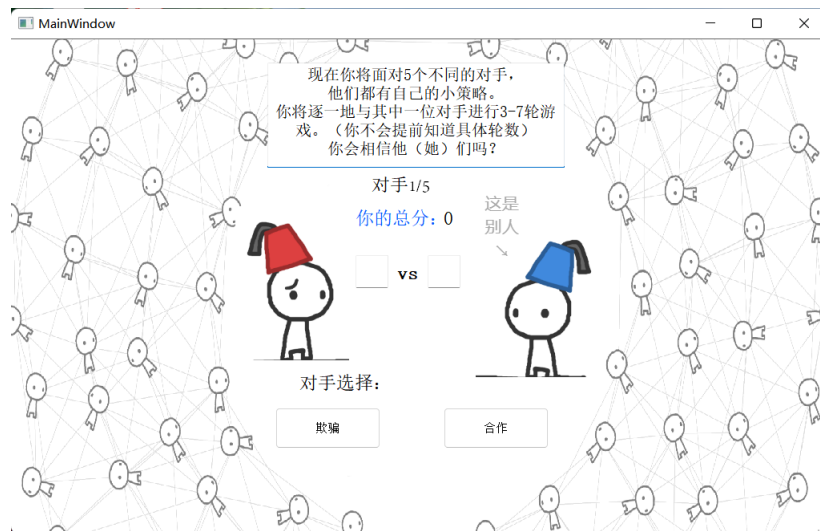 MainWindow
现在你将面对5个不同的对手，
他们都有自己的小策略。
你将逐一地与其中一位对手进行3-7轮游
戏。（你不会提前知道具体轮数）
你会相信他（她）们吗？
对手1/5
你的总分：0
这是
别人
vs
对手选择：
欺骗
合作